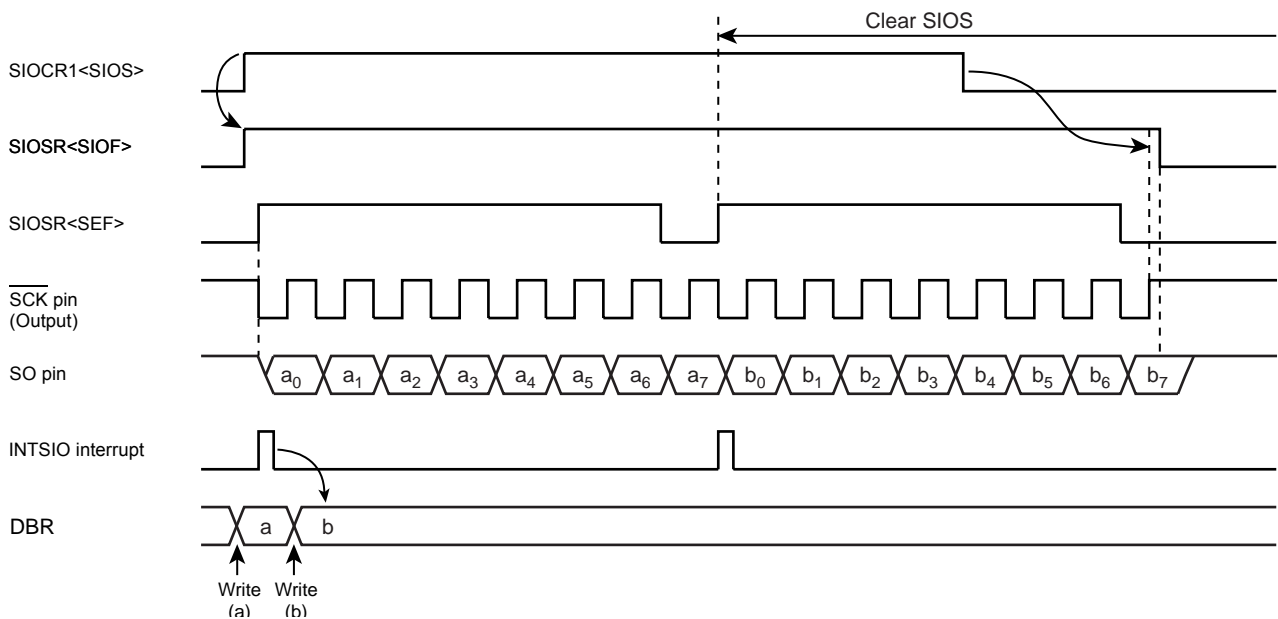 Clear SIOS
SIOCR1<SIOS>
SIOSR<SIOF>
SIOSR<SEF>
SCK pin
(Output)
SO pin
a0 a1 a2 a3 a4 a5 a6 a7 b0 b1 b2 b3 b4 b5 b6 b7
INTSIO interrupt
DBR
a b
Write Write
(a) (b)